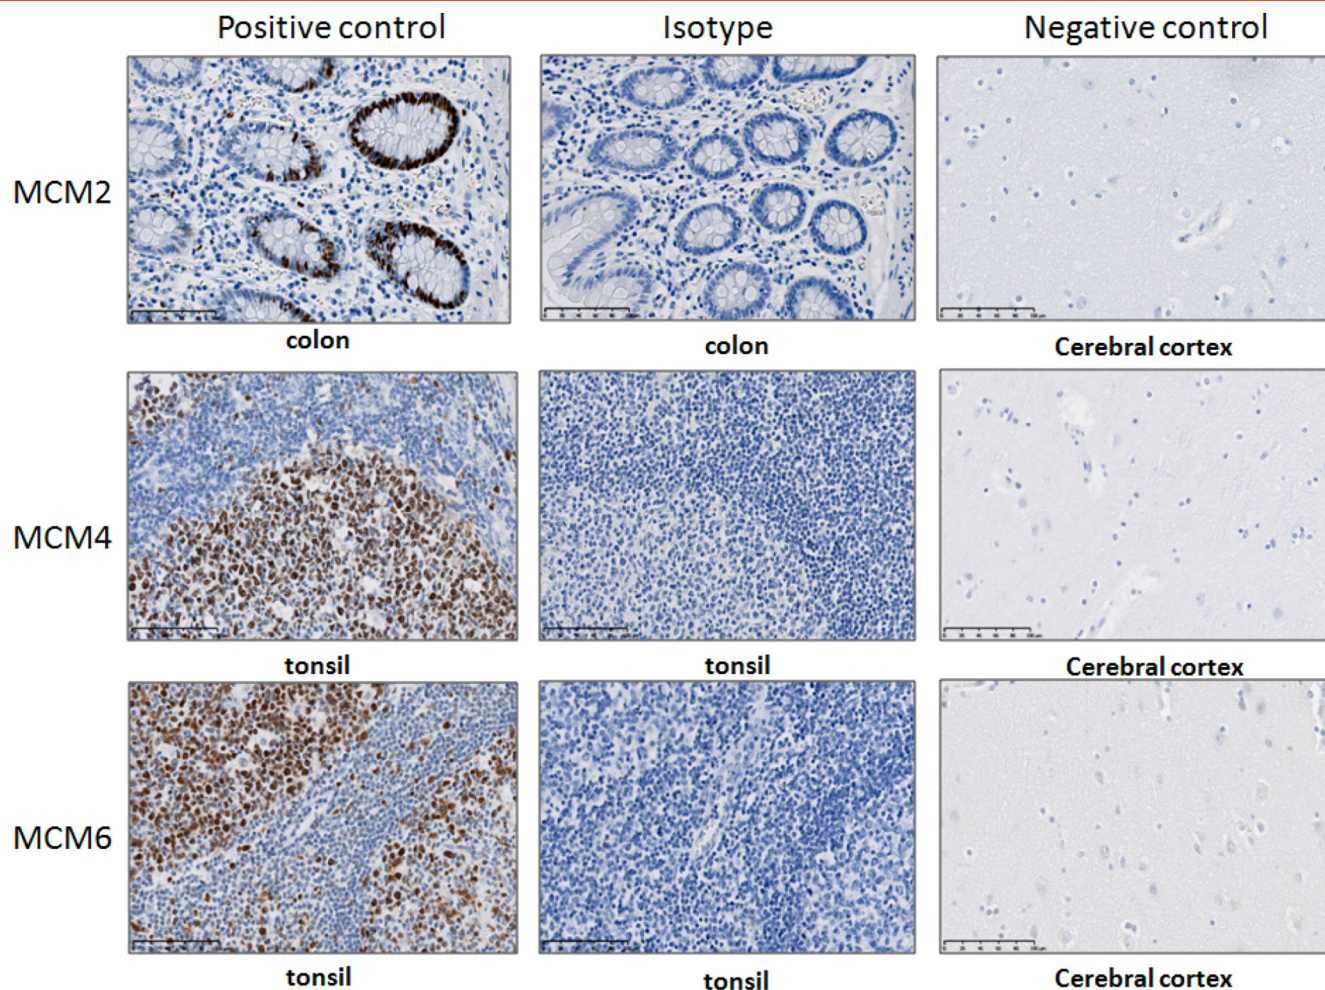 Positive control Isotype Negative control
MCM2
colon colon Cerebral cortex
MCM4
tonsil tonsil Cerebral cortex
MCM6
tonsil tonsil Cerebral cortex